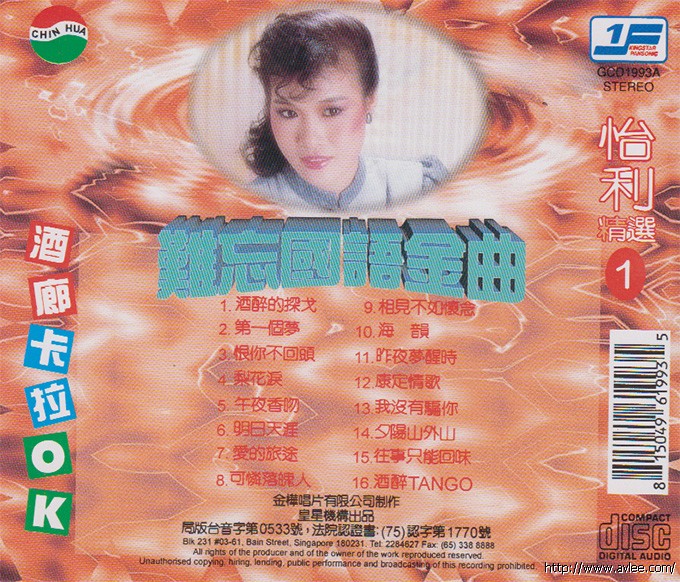 CHIN HUA
1F
KINGSTAR
PANSONIC
GCD1993A
STEREO
怡利
精選
1
酒廊卡拉OK
難忘國語金曲
1. 酒醉的探戈
2. 第一個夢
3. 恨你不回頭
4. 梨花淚
5. 午夜香吻
6. 明日天涯
7. 愛的旅途
8. 可憐落魄人
9. 相見不如懷念
10. 海 韻
11. 昨夜夢醒時
12. 康定情歌
13. 我沒有騙你
14. 夕陽山外山
15. 往事只能回味
16. 酒醉TANGO
金樺唱片有限公司制作
皇星機構出品
局版台音字第0533號，法院認證書：(75)認字第1770號
Blk 231 #03-61, Bain Street, Singapore 180231. Tel: 2284627 Fax: (65) 338 8888
All rights of the producer and of the owner of the work reproduced reserved.
Unauthorised copying, hiring, lending, public performance and broadcasting of this recording prohibited.
8 15049 61993 5
COMPACT
disc
DIGITAL AUDIO
http://www.avlee.com/